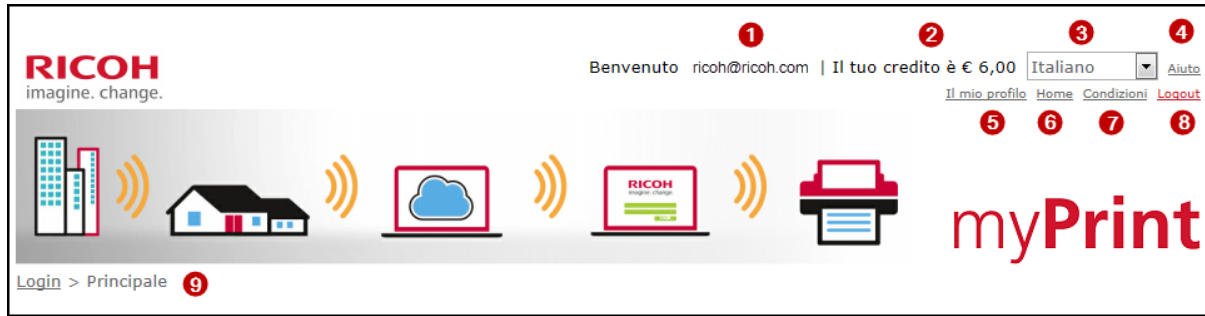 1 2 3 4
RICOH
imagine. change.
Benvenuto ricoh@ricoh.com | Il tuo credito è € 6,00 Italiano Aiuto
Il mio profilo Home Condizioni Logout
5 6 7 8
RICOH
imagine. change.
myPrint
Login > Principale 9